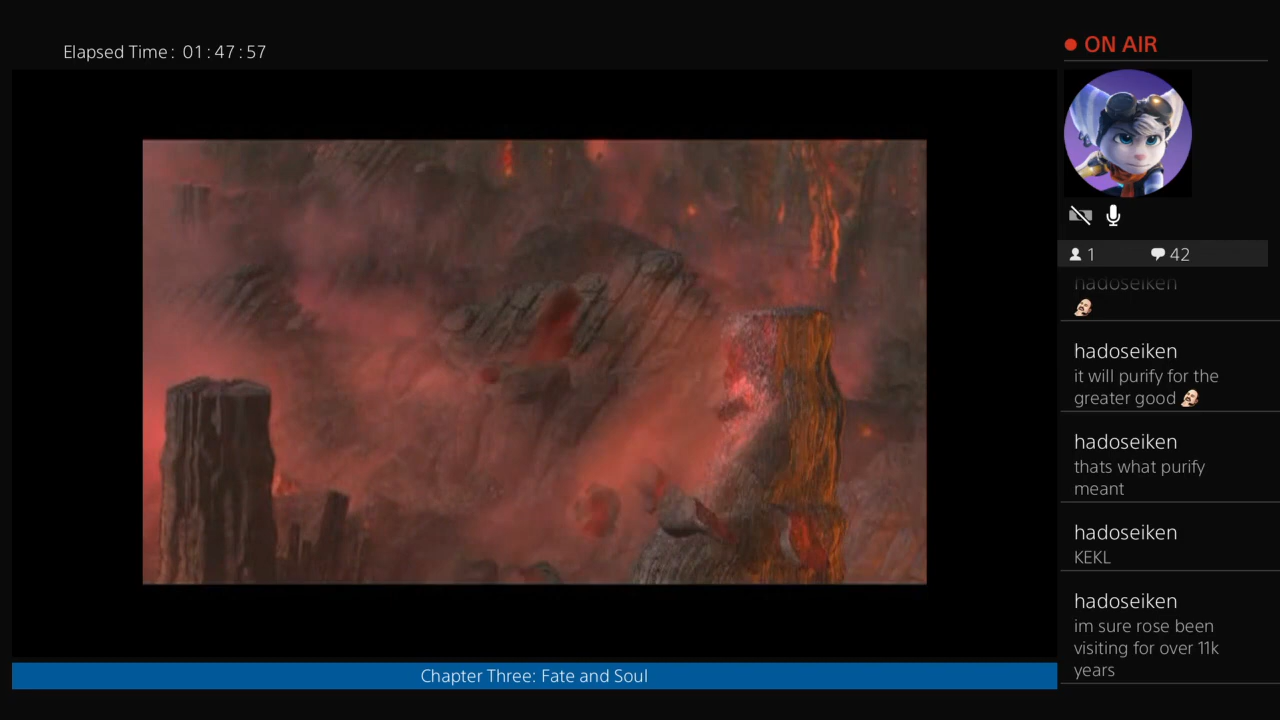 Elapsed Time: 01:47:57
ON AIR
1
42
hadoseiken
hadoseiken
it will purify for the
greater good
hadoseiken
thats what purify
meant
hadoseiken
KEKL
hadoseiken
im sure rose been
visiting for over 11k
years
Chapter Three: Fate and Soul